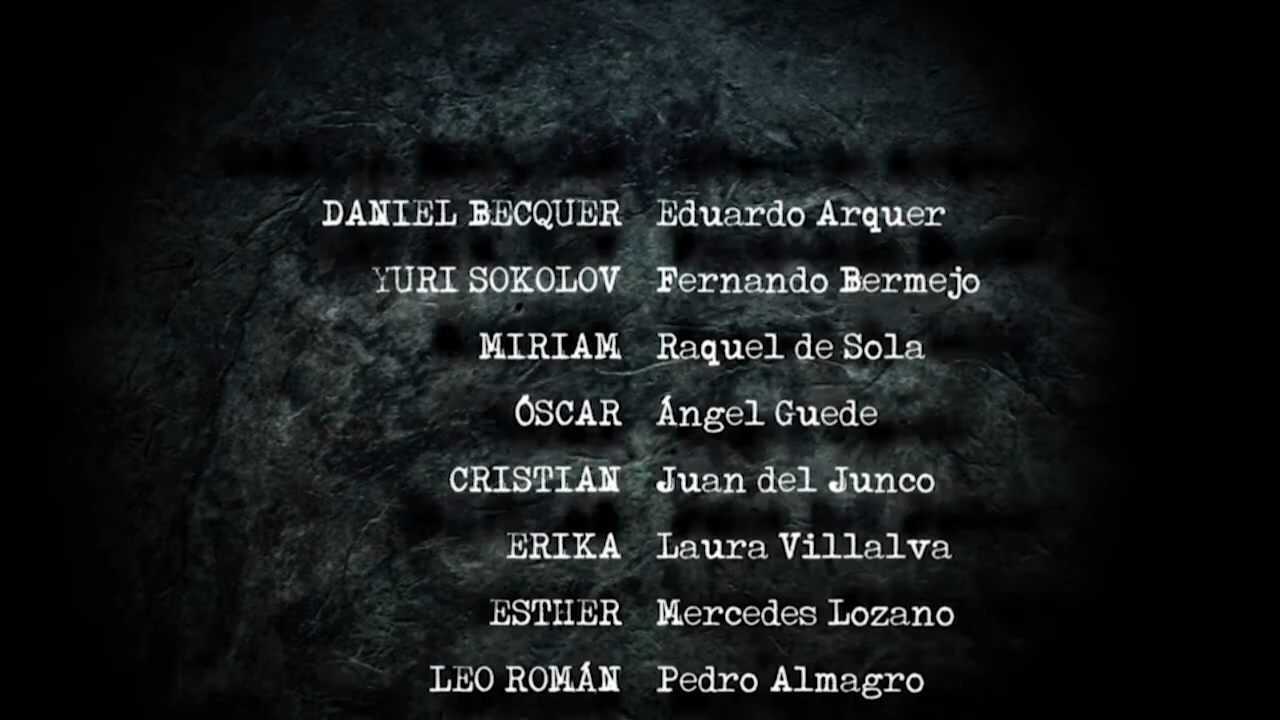 DANIEL BECQUER Eduardo Arquer
YURI SOKOLOV Fernando Bermejo
MIRIAM Raquel de Sola
ÓSCAR Ángel Guede
CRISTIAN Juan del Junco
ERIKA Laura Villalva
ESTHER Mercedes Lozano
LEO ROMÁN Pedro Almagro